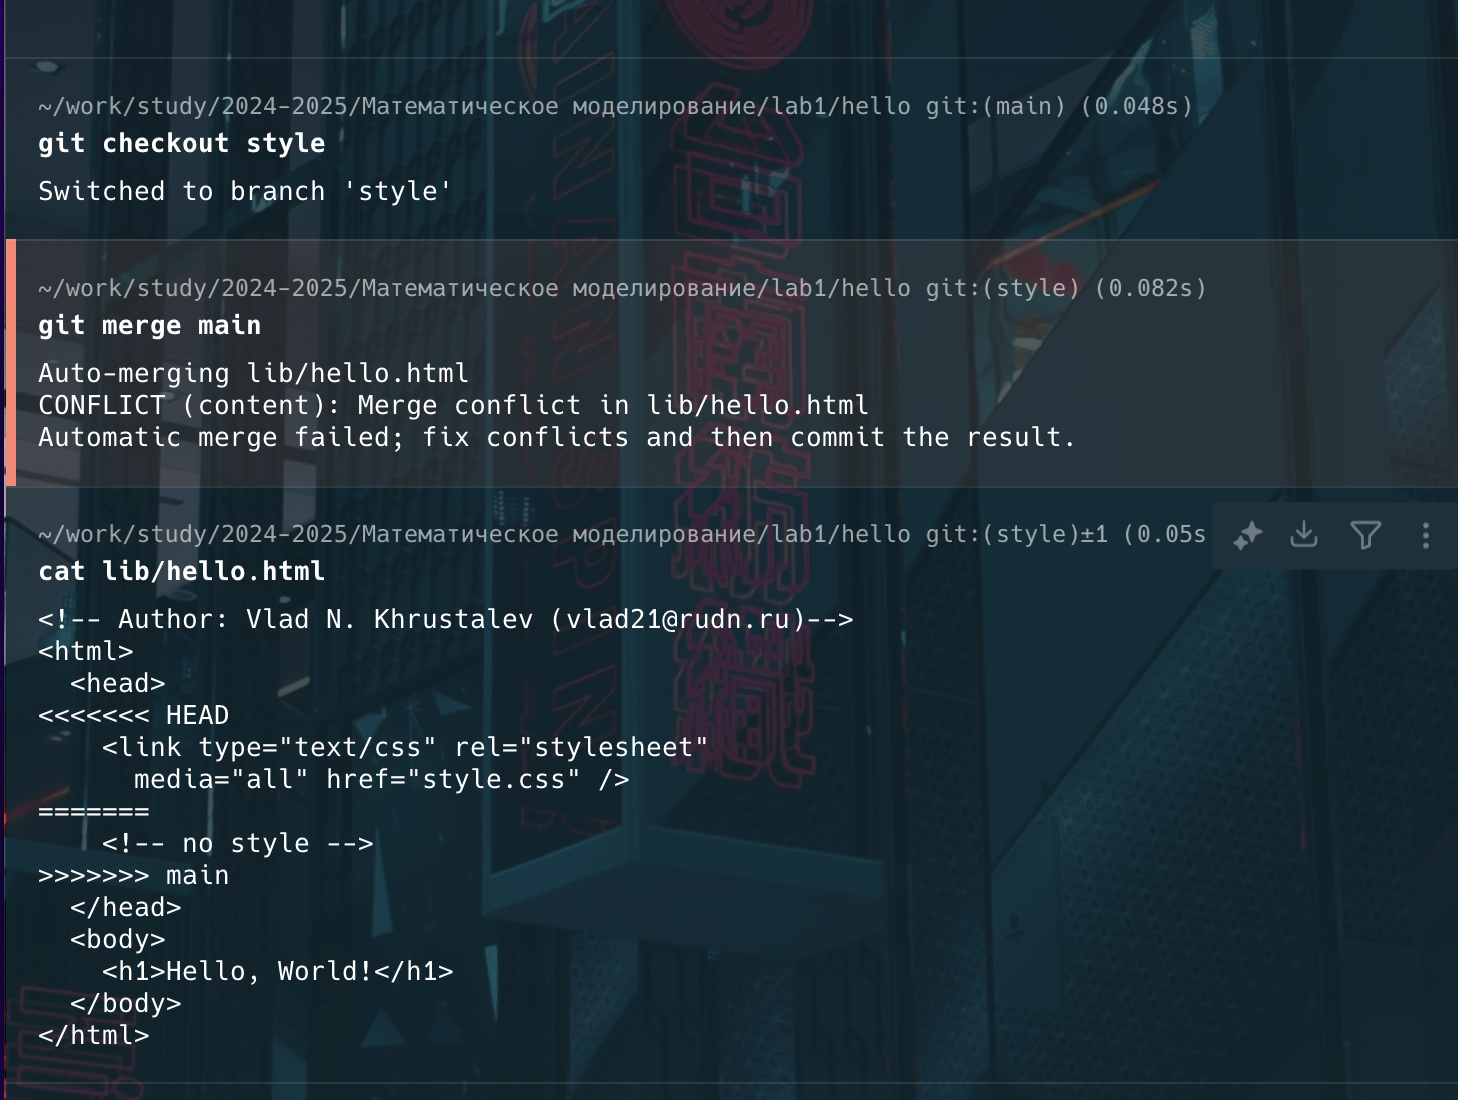 ~/work/study/2024-2025/Математическое моделирование/lab1/hello git:(main) (0.048s)
git checkout style
Switched to branch 'style'
~/work/study/2024-2025/Математическое моделирование/lab1/hello git:(style) (0.082s)
git merge main
Auto-merging lib/hello.html
CONFLICT (content): Merge conflict in lib/hello.html
Automatic merge failed; fix conflicts and then commit the result.
~/work/study/2024-2025/Математическое моделирование/lab1/hello git:(style)±1 (0.05s
cat lib/hello.html
<!-- Author: Vlad N. Khrustalev (vlad21@rudn.ru)-->
<html>
  <head>
<<<<<<< HEAD
    <link type="text/css" rel="stylesheet"
      media="all" href="style.css" />
=======
    <!-- no style -->
>>>>>>> main
  </head>
  <body>
    <h1>Hello, World!</h1>
  </body>
</html>